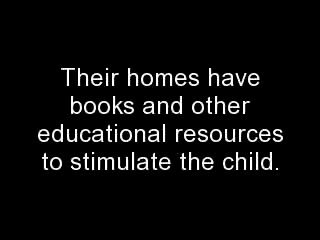 Their homes have
books and other
educational resources
to stimulate the child.